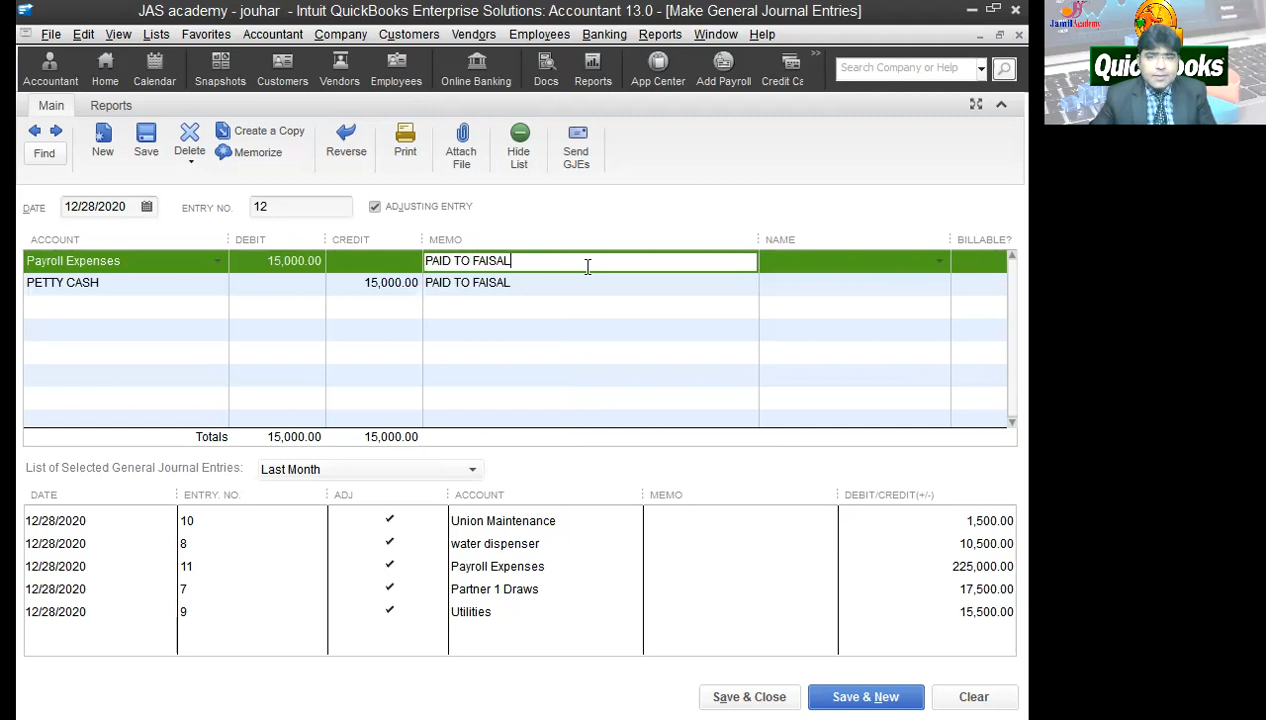 JAS academy - jouhar - Intuit QuickBooks Enterprise Solutions: Accountant 13.0 - [Make General Journal Entries]
File Edit View Lists Favorites Accountant Company Customers Vendors Employees Banking Reports Window Help
Accountant Home Calendar Snapshots Customers Vendors Employees Online Banking Docs Reports App Center Add Payroll Credit Ca
Search Company or Help
Jamil Academy
QuickBooks
Main Reports
Find New Save Delete Create a Copy Memorize Reverse Print Attach File Hide List Send GJEs
DATE 12/28/2020 ENTRY NO. 12 ADJUSTING ENTRY
ACCOUNT DEBIT CREDIT MEMO NAME BILLABLE?
Payroll Expenses 15,000.00 PAID TO FAISAL
PETTY CASH 15,000.00 PAID TO FAISAL
Totals 15,000.00 15,000.00
List of Selected General Journal Entries: Last Month
DATE ENTRY. NO. ADJ ACCOUNT MEMO DEBIT/CREDIT(+/-)
12/28/2020 10 ✓ Union Maintenance 1,500.00
12/28/2020 8 ✓ water dispenser 10,500.00
12/28/2020 11 ✓ Payroll Expenses 225,000.00
12/28/2020 7 ✓ Partner 1 Draws 17,500.00
12/28/2020 9 ✓ Utilities 15,500.00
Save & Close Save & New Clear